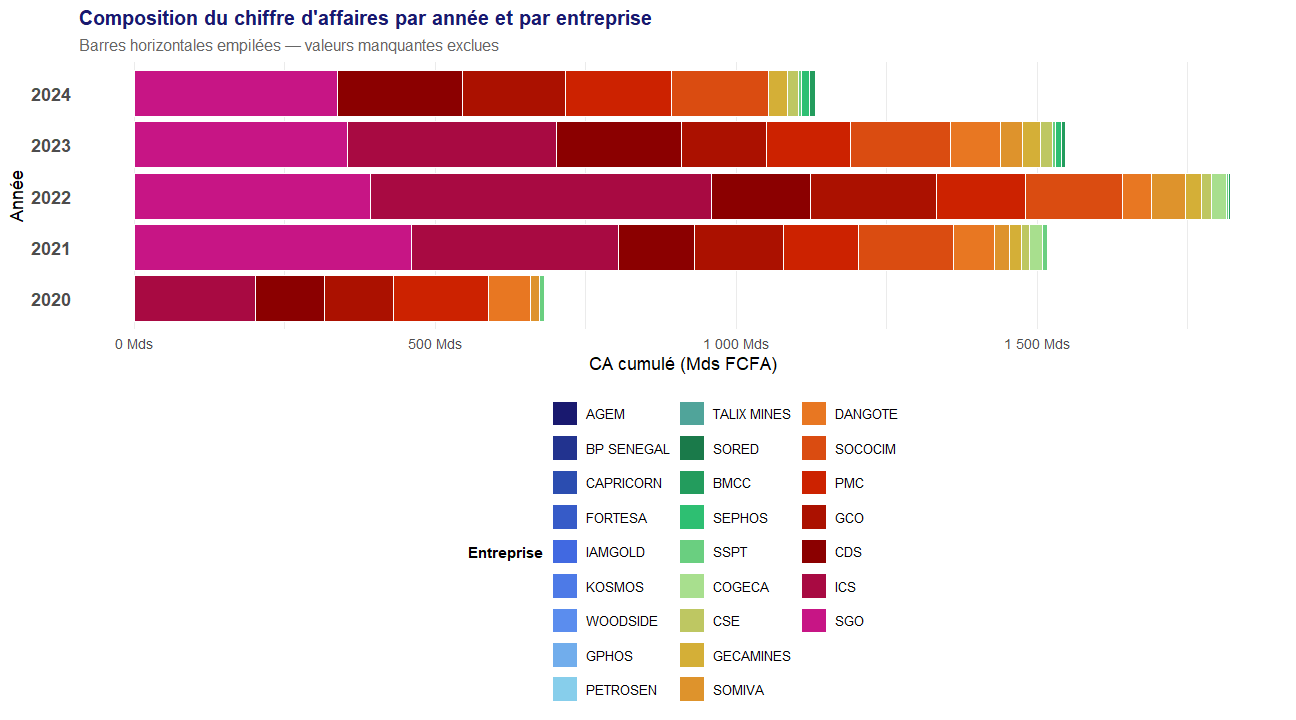 Composition du chiffre d'affaires par année et par entreprise
Barres horizontales empilées — valeurs manquantes exclues
Année
2024
2023
2022
2021
2020
0 Mds
500 Mds
1 000 Mds
1 500 Mds
CA cumulé (Mds FCFA)
Entreprise
AGEM
BP SENEGAL
CAPRICORN
FORTESA
IAMGOLD
KOSMOS
WOODSIDE
GPHOS
PETROSEN
TALIX MINES
SORED
BMCC
SEPHOS
SSPT
COGECA
CSE
GECAMINES
SOMIVA
DANGOTE
SOCOCIM
PMC
GCO
CDS
ICS
SGO